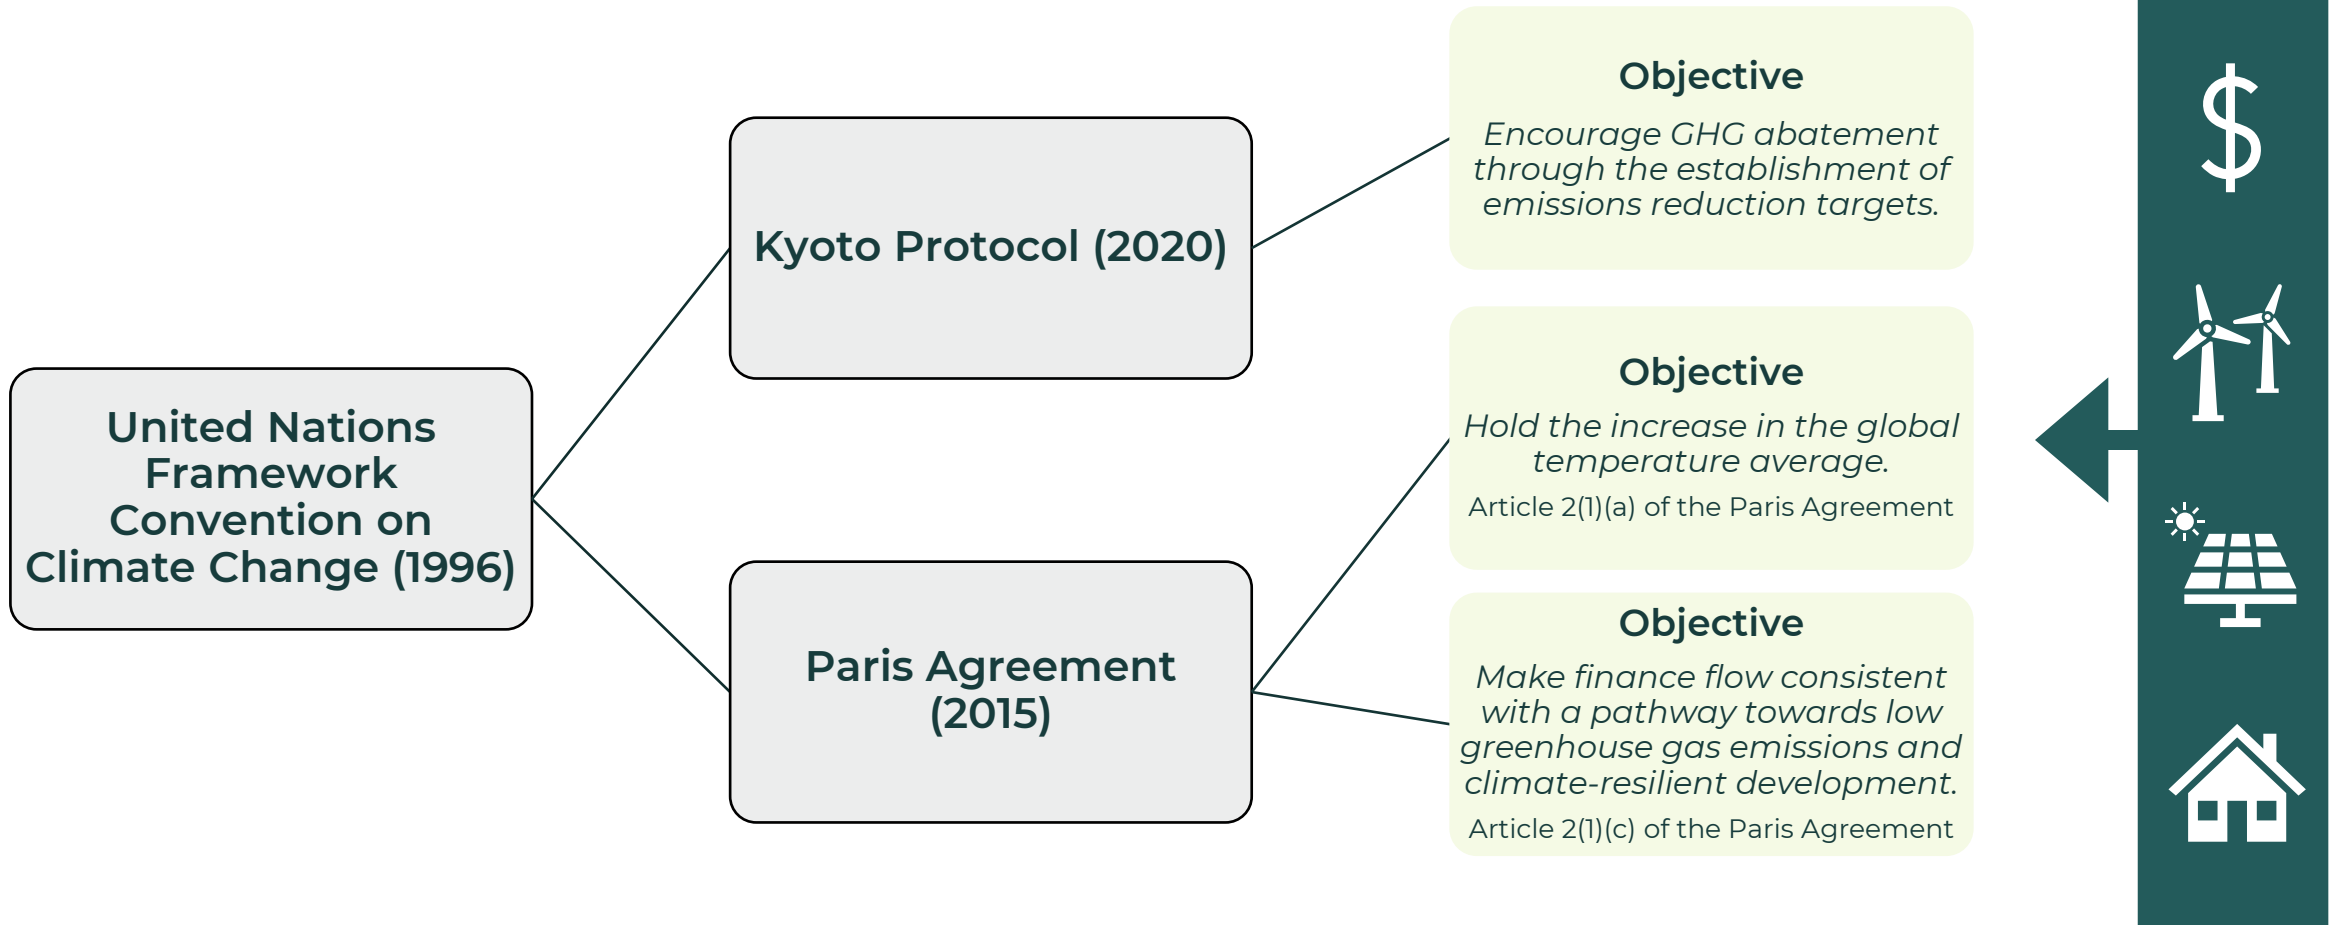 United Nations
Framework
Convention on
Climate Change (1996)
Kyoto Protocol (2020)
Paris Agreement
(2015)
Objective
Encourage GHG abatement
through the establishment of
emissions reduction targets.
Objective
Hold the increase in the global
temperature average.
Article 2(1)(a) of the Paris Agreement
Objective
Make finance flow consistent
with a pathway towards low
greenhouse gas emissions and
climate-resilient development.
Article 2(1)(c) of the Paris Agreement
$